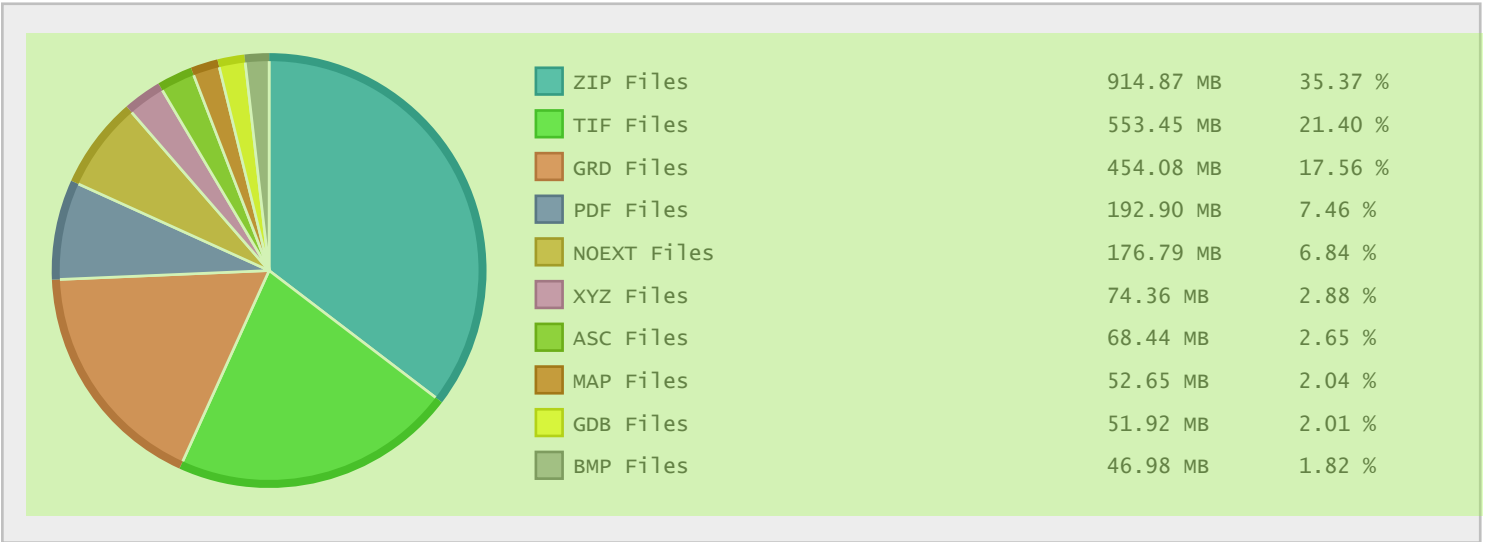 ZIP Files 914.87 MB 35.37 %
TIF Files 553.45 MB 21.40 %
GRD Files 454.08 MB 17.56 %
PDF Files 192.90 MB 7.46 %
NOEXT Files 176.79 MB 6.84 %
XYZ Files 74.36 MB 2.88 %
ASC Files 68.44 MB 2.65 %
MAP Files 52.65 MB 2.04 %
GDB Files 51.92 MB 2.01 %
BMP Files 46.98 MB 1.82 %